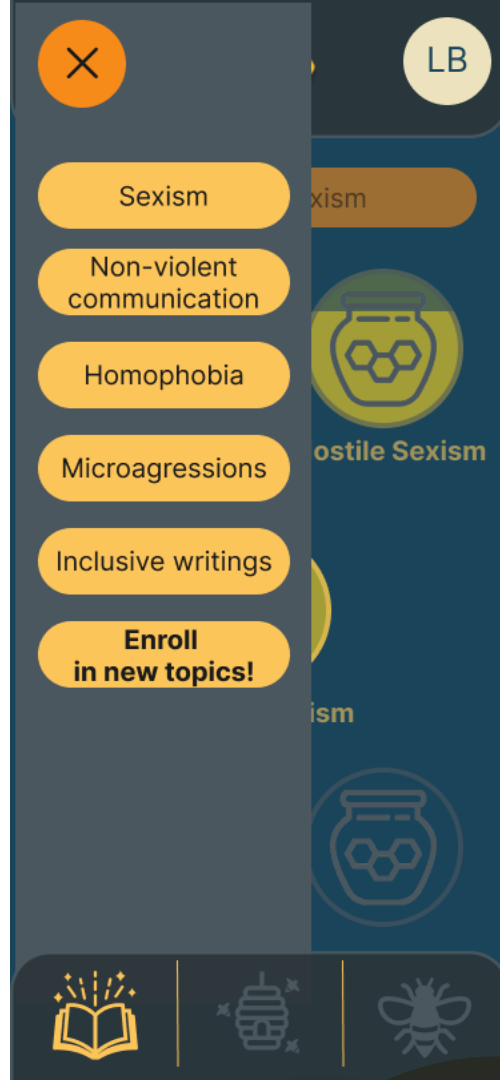 LB
Sexism
xism
Non-violent
communication
Homophobia
ostile Sexism
Microagressions
Inclusive writings
Enroll
in new topics!
ism